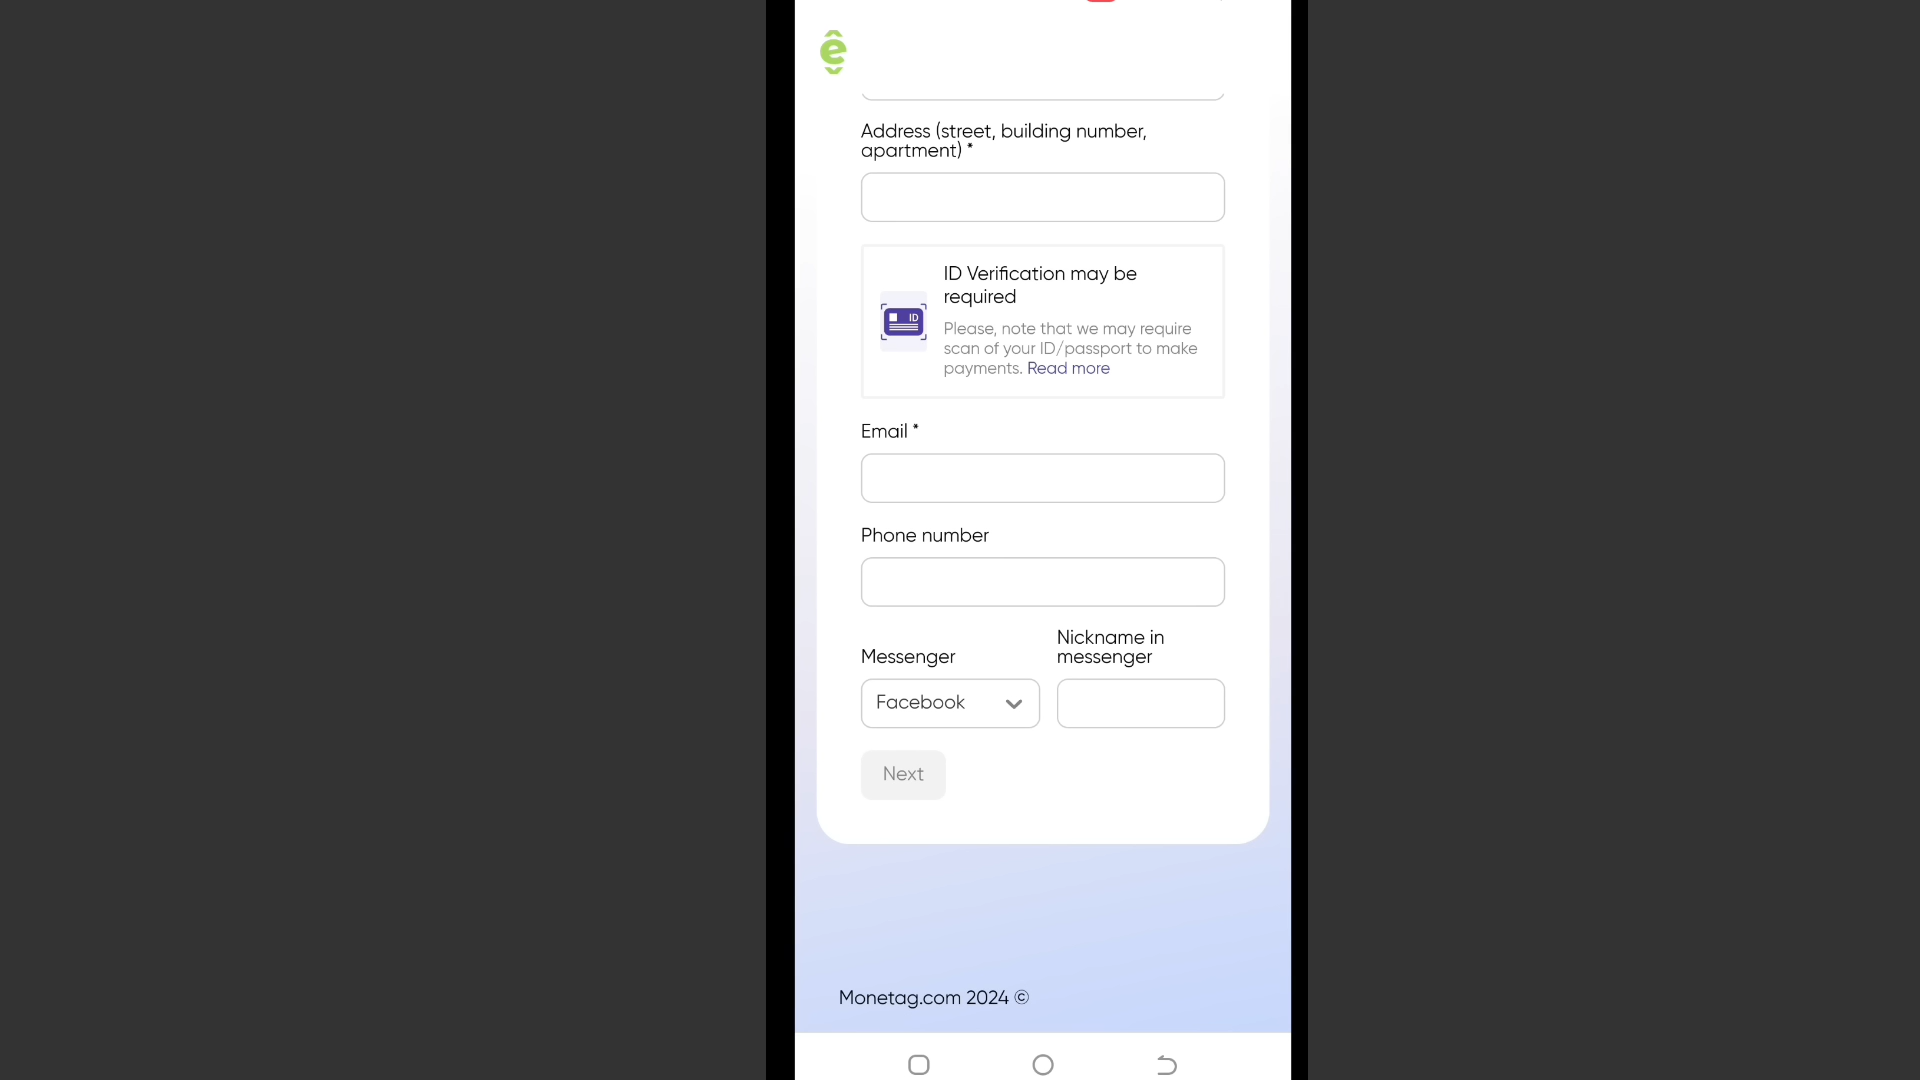 ê
Address (street, building number,
apartment) *
ID Verification may be
required
ID
Please, note that we may require
scan of your ID/passport to make
payments. Read more
Email *
Phone number
Messenger
Nickname in
messenger
Facebook
Next
Monetag.com 2024 ©